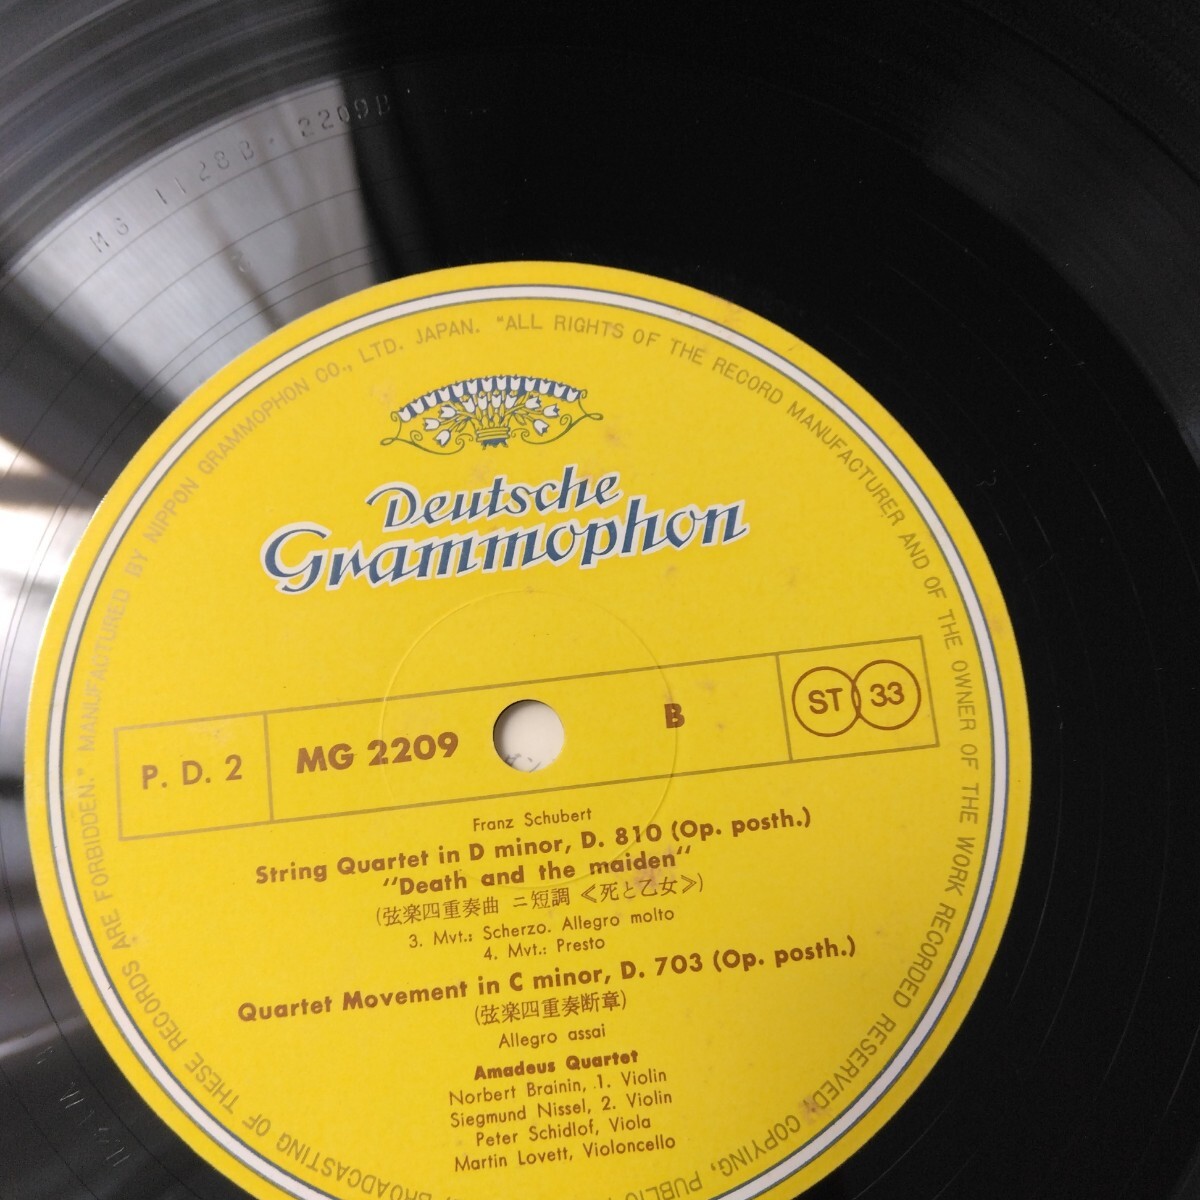 MG 1128B・2209B
MANUFACTURED BY NIPPON GRAMMOPHON CO., LTD. JAPAN. "ALL RIGHTS OF THE RECORD MANUFACTURER AND OF THE OWNER OF THE WORK RECORDED RESERVED. COPYING, PUBLIC
BROADCASTING OF THESE RECORDS ARE FORBIDDEN."
Deutsche
Grammophon
P. D. 2 MG 2209 B ST 33
Franz Schubert
String Quartet in D minor, D. 810 (Op. posth.)
"Death and the maiden"
(弦楽四重奏曲 ニ短調 《死と乙女》)
3. Mvt.: Scherzo. Allegro molto
4. Mvt.: Presto
Quartet Movement in C minor, D. 703 (Op. posth.)
(弦楽四重奏断章)
Allegro assai
Amadeus Quartet
Norbert Brainin, 1. Violin
Siegmund Nissel, 2. Violin
Peter Schidlof, Viola
Martin Lovett, Violoncello